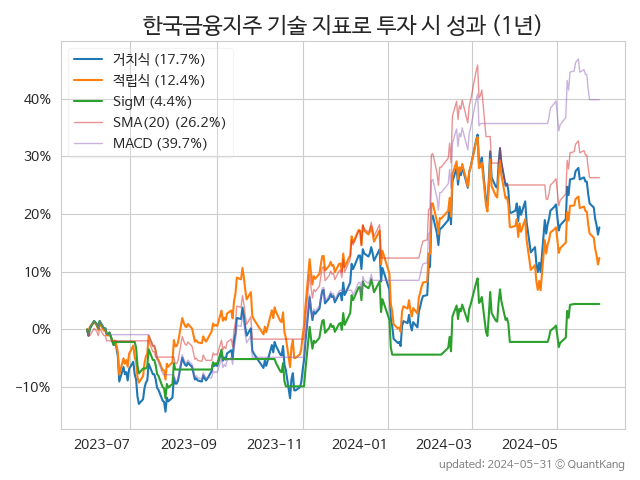 한국금융지주 기술 지표로 투자 시 성과 (1년)
거치식 (17.7%)
적립식 (12.4%)
SigM (4.4%)
SMA(20) (26.2%)
MACD (39.7%)
40%
30%
20%
10%
0%
−10%
2023-07 2023-09 2023-11 2024-01 2024-03 2024-05
updated: 2024-05-31 © QuantKang